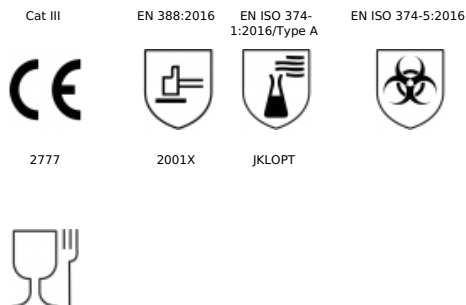 Cat III
EN 388:2016
EN ISO 374-
1:2016/Type A
EN ISO 374-5:2016
CE
2777
2001X
JKLOPT